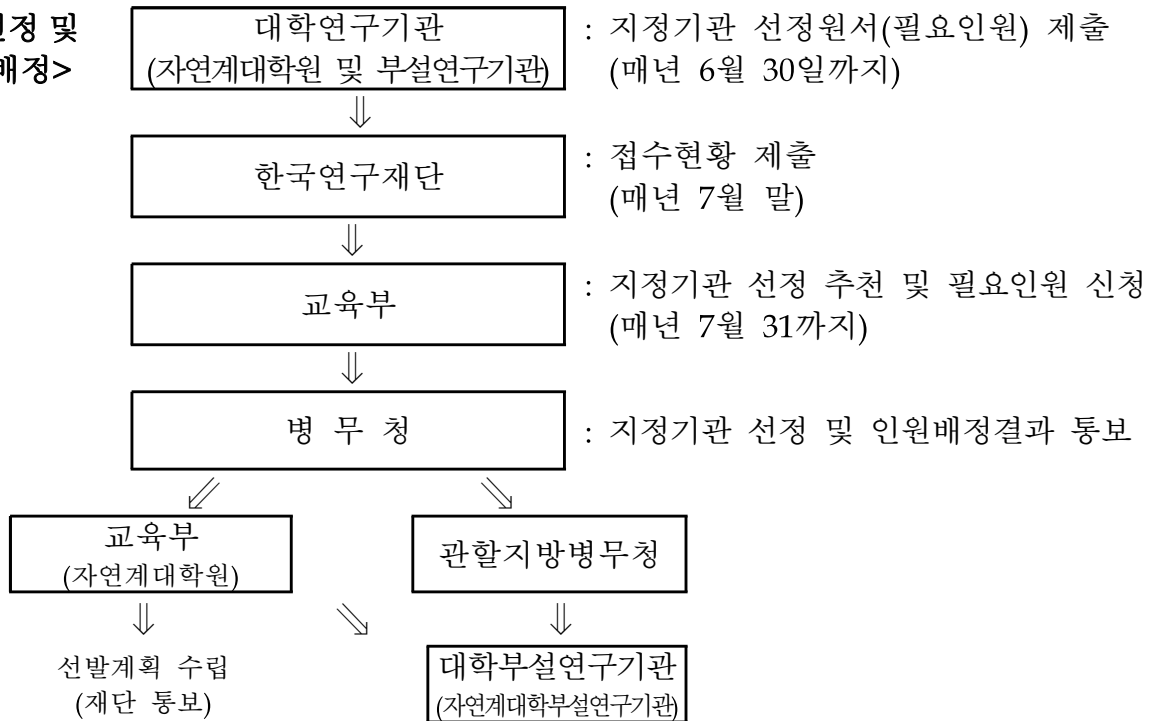 정 및
배정>
대학연구기관
(자연계대학원 및 부설연구기관)
: 지정기관 선정원서(필요인원) 제출
(매년 6월 30일까지)
⇓
한국연구재단
: 접수현황 제출
(매년 7월 말)
⇓
교육부
: 지정기관 선정 추천 및 필요인원 신청
(매년 7월 31까지)
⇓
병 무 청
: 지정기관 선정 및 인원배정결과 통보
교육부
(자연계대학원)
관할지방병무청
⇓
⇓
선발계획 수립
(재단 통보)
대학부설연구기관
(자연계대학부설연구기관)